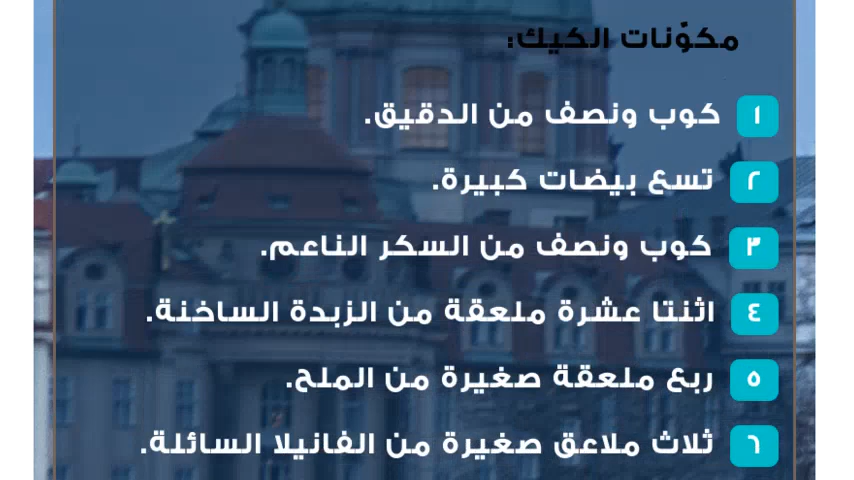 مكوّنات الكيك:
١ كوب ونصف من الدقيق.
٢ تسع بيضات كبيرة.
٣ كوب ونصف من السكر الناعم.
٤ اثنتا عشرة ملعقة من الزبدة الساخنة.
٥ ربع ملعقة صغيرة من الملح.
٦ ثلاث ملاعق صغيرة من الفانيلا السائلة.